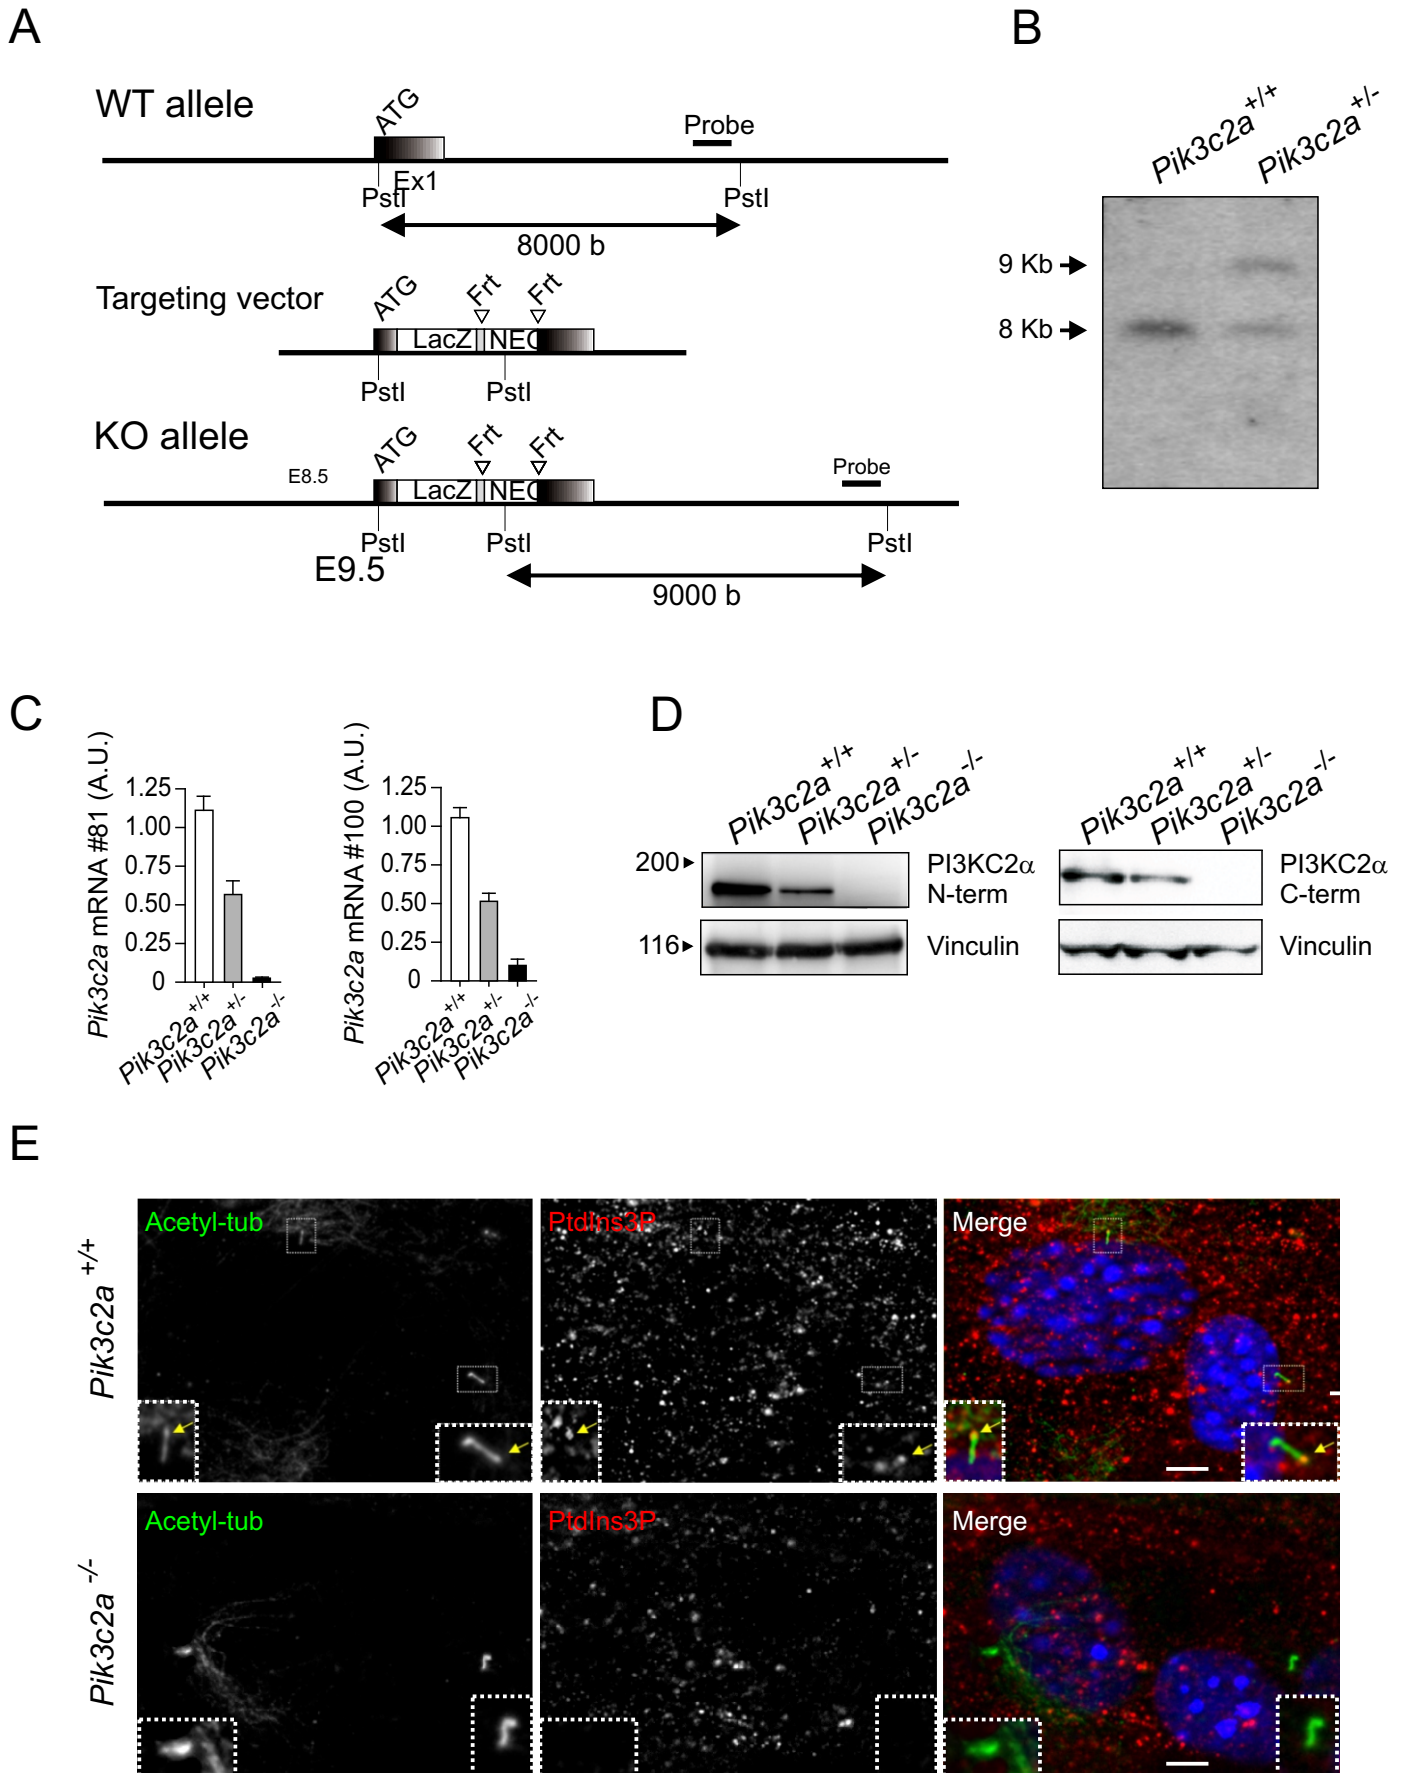 A
WT allele
ATG
Probe
Ex1
PstI
PstI
8000 b
Targeting vector
ATG
Frt
Frt
LacZ
NEO
PstI
PstI
KO allele
E8.5
ATG
Frt
Frt
Probe
LacZ
NEO
PstI
PstI
PstI
E9.5
9000 b
B
Pik3c2a+/+
Pik3c2a+/-
9 Kb
8 Kb
C
Pik3c2a mRNA #81 (A.U.)
1.25
1.00
0.75
0.50
0.25
0
Pik3c2a+/+
Pik3c2a+/-
Pik3c2a-/-
Pik3c2a mRNA #100 (A.U.)
1.25
1.00
0.75
0.50
0.25
0
Pik3c2a+/+
Pik3c2a+/-
Pik3c2a-/-
D
Pik3c2a+/+
Pik3c2a+/-
Pik3c2a-/-
200
PI3KC2α
N-term
116
Vinculin
Pik3c2a+/+
Pik3c2a+/-
Pik3c2a-/-
PI3KC2α
C-term
Vinculin
E
Pik3c2a +/+
Acetyl-tub
PtdIns3P
Merge
Pik3c2a -/-
Acetyl-tub
PtdIns3P
Merge